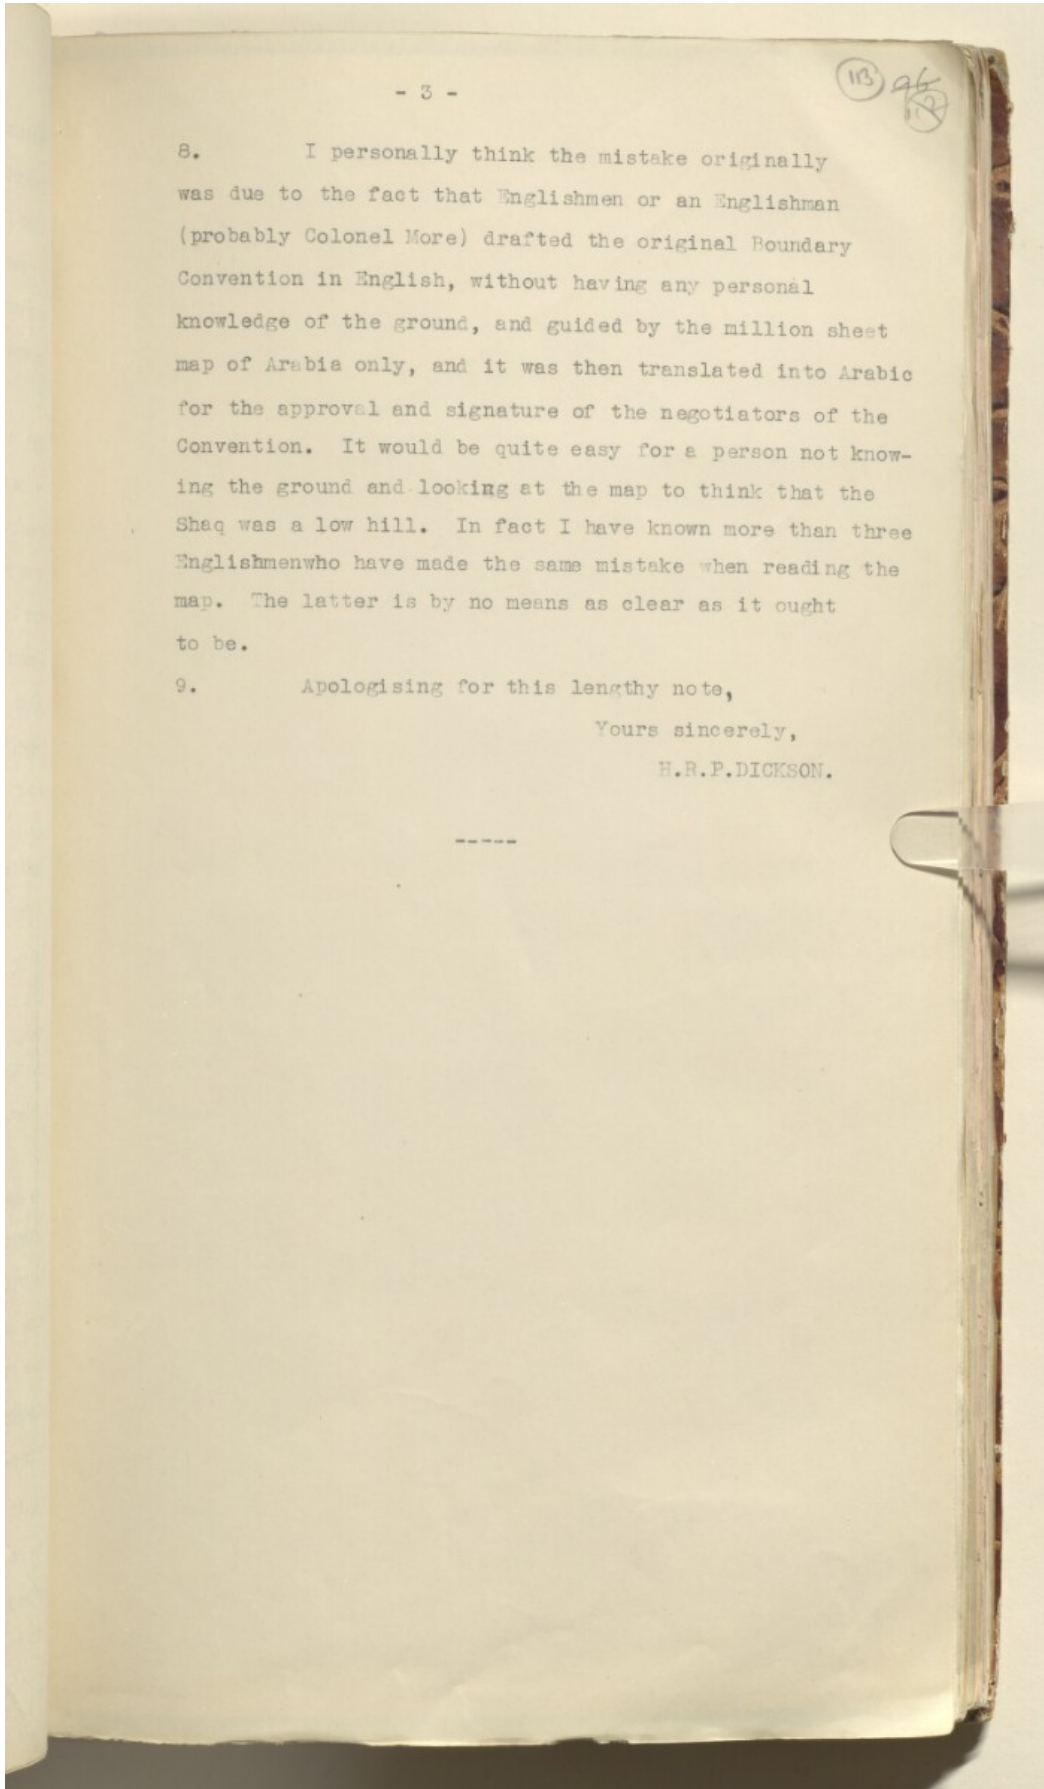 - 3 -
113
96
8. I personally think the mistake originally
was due to the fact that Englishmen or an Englishman
(probably Colonel More) drafted the original Boundary
Convention in English, without having any personal
knowledge of the ground, and guided by the million sheet
map of Arabia only, and it was then translated into Arabic
for the approval and signature of the negotiators of the
Convention. It would be quite easy for a person not know-
ing the ground and looking at the map to think that the
Shaq was a low hill. In fact I have known more than three
Englishmenwho have made the same mistake when reading the
map. The latter is by no means as clear as it ought
to be.
9. Apologising for this lengthy note,
Yours sincerely,
H.R.P.DICKSON.
-----